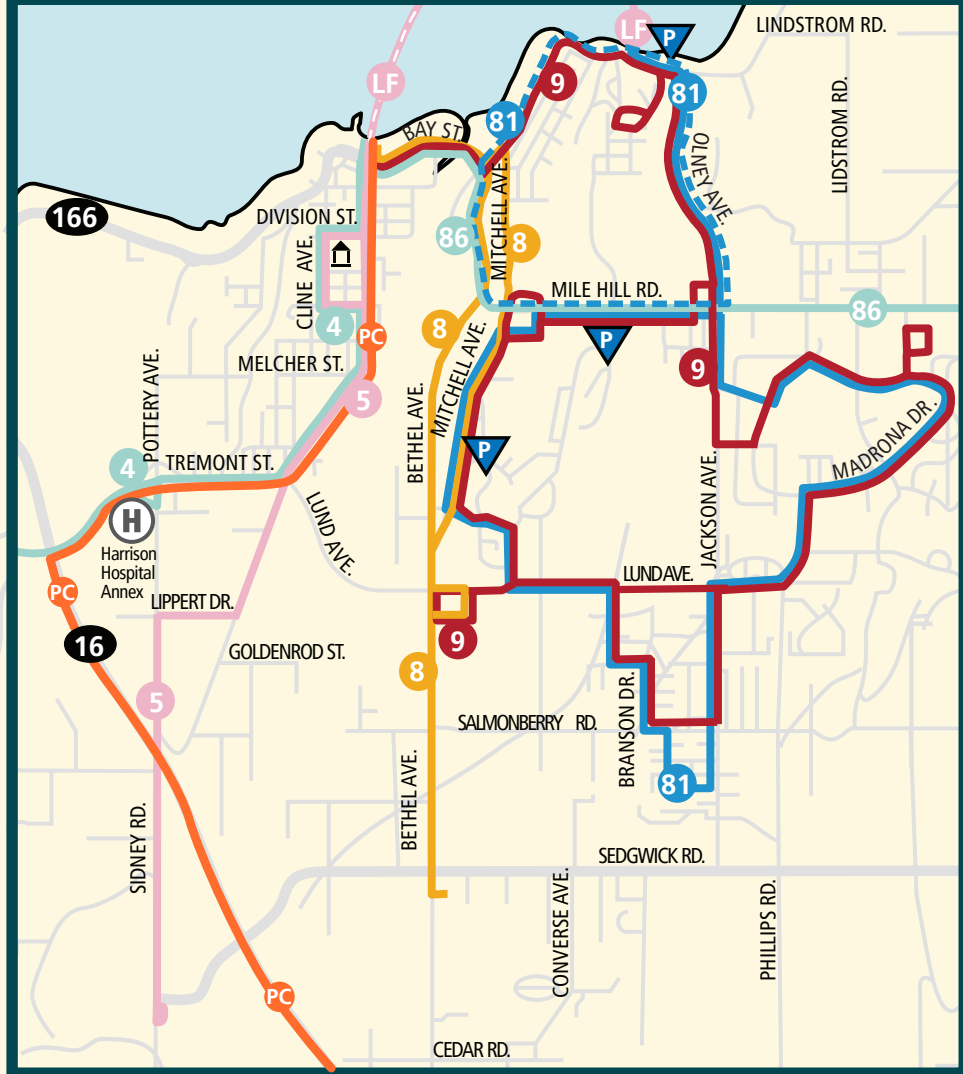 LINDSTROM RD.
LF
P
LF
9
81
LIDSTROM RD.
81
BAY ST.
OLNEY AVE.
166
DIVISION ST.
MITCHELL AVE.
86
8
CLINE AVE.
MILE HILL RD.
86
4
8
PC
P
MELCHER ST.
MITCHELL AVE.
9
POTTERY AVE.
5
BETHEL AVE.
MADRONA DR.
4
TREMONT ST.
P
H
LUND AVE.
JACKSON AVE.
Harrison
Hospital
Annex
PC
LIPPERT DR.
LUND AVE.
16
GOLDENROD ST.
9
8
5
SALMONBERRY RD.
BRANSON DR.
81
BETHEL AVE.
SIDNEY RD.
SEDGWICK RD.
CONVERSE AVE.
PHILLIPS RD.
PC
CEDAR RD.